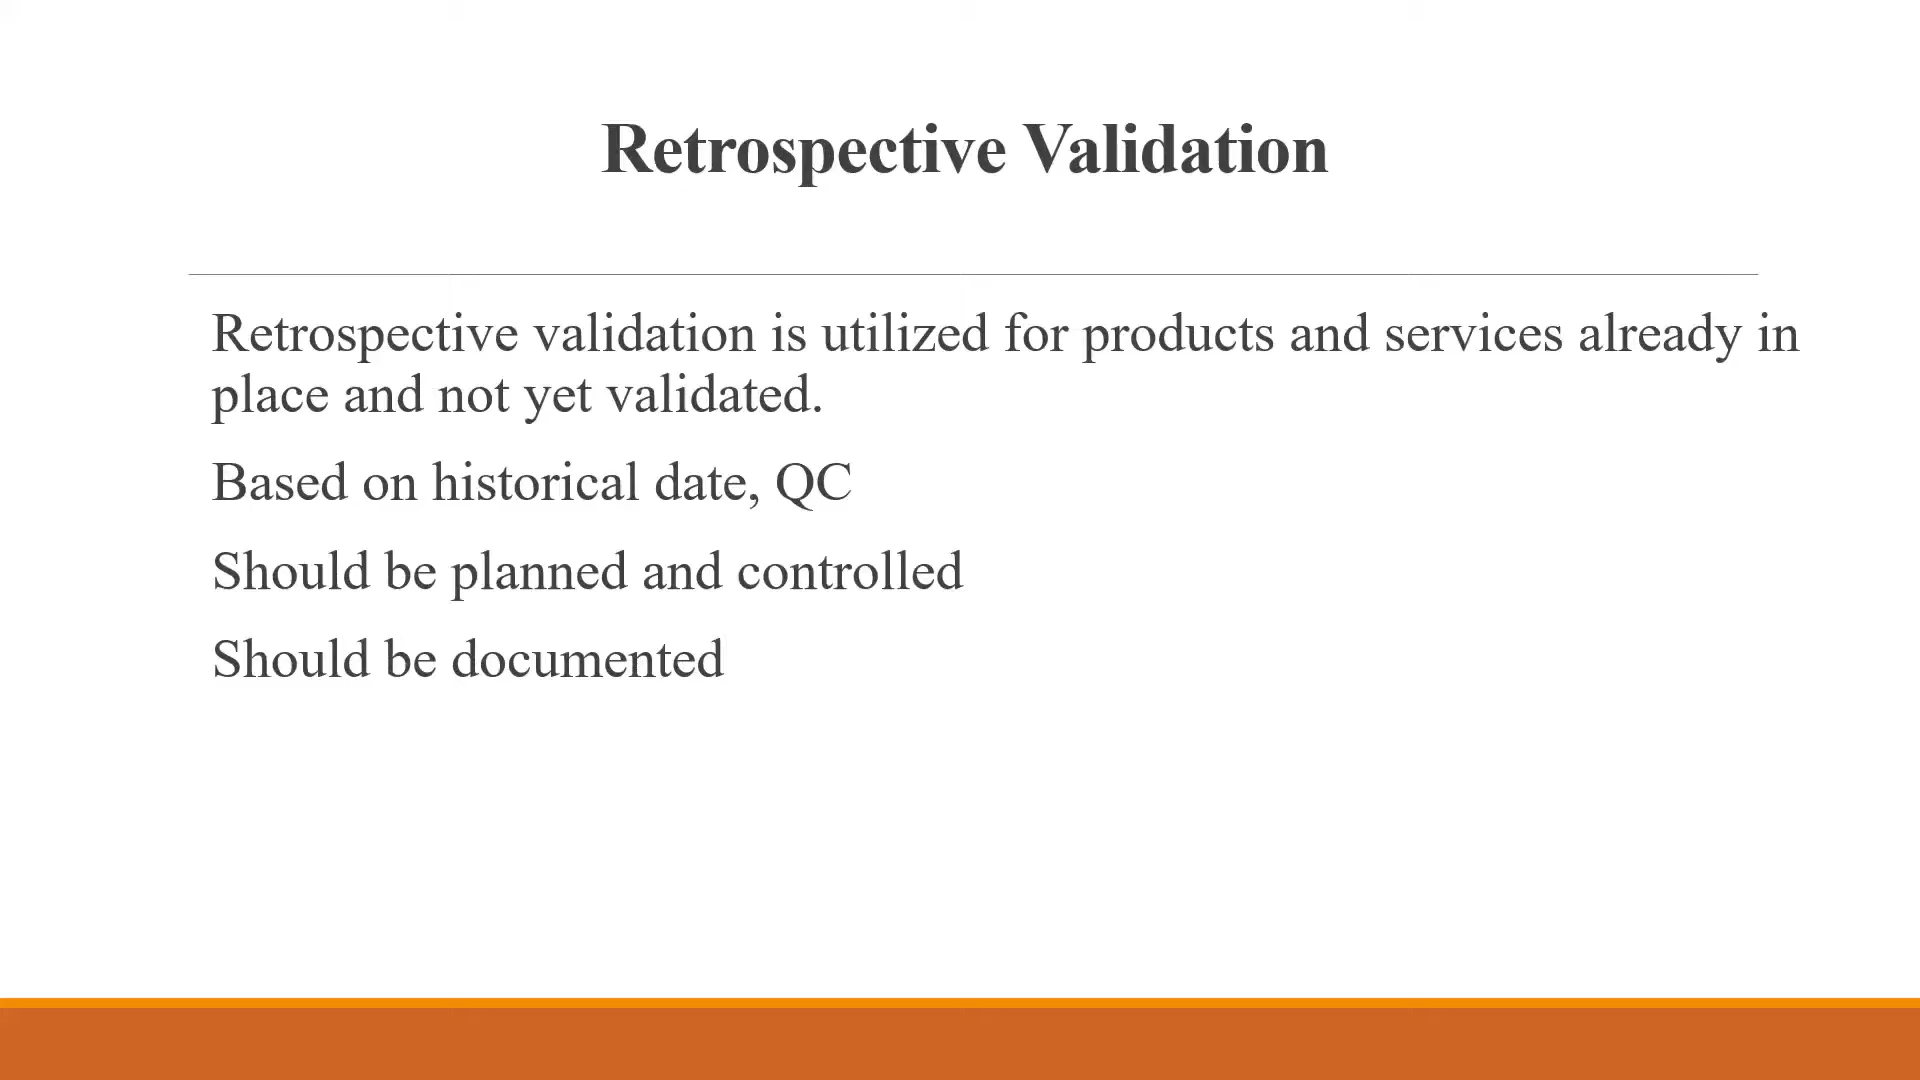 Retrospective Validation
Retrospective validation is utilized for products and services already in
place and not yet validated.
Based on historical date, QC
Should be planned and controlled
Should be documented